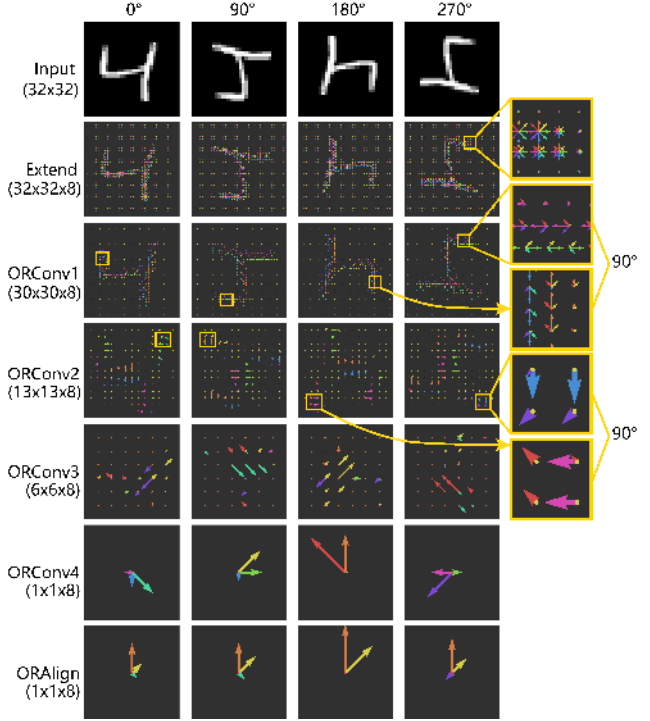 0° 90° 180° 270°
Input
(32x32)
Extend
(32x32x8)
ORConv1
(30x30x8)
90°
ORConv2
(13x13x8)
90°
ORConv3
(6x6x8)
ORConv4
(1x1x8)
ORAlign
(1x1x8)